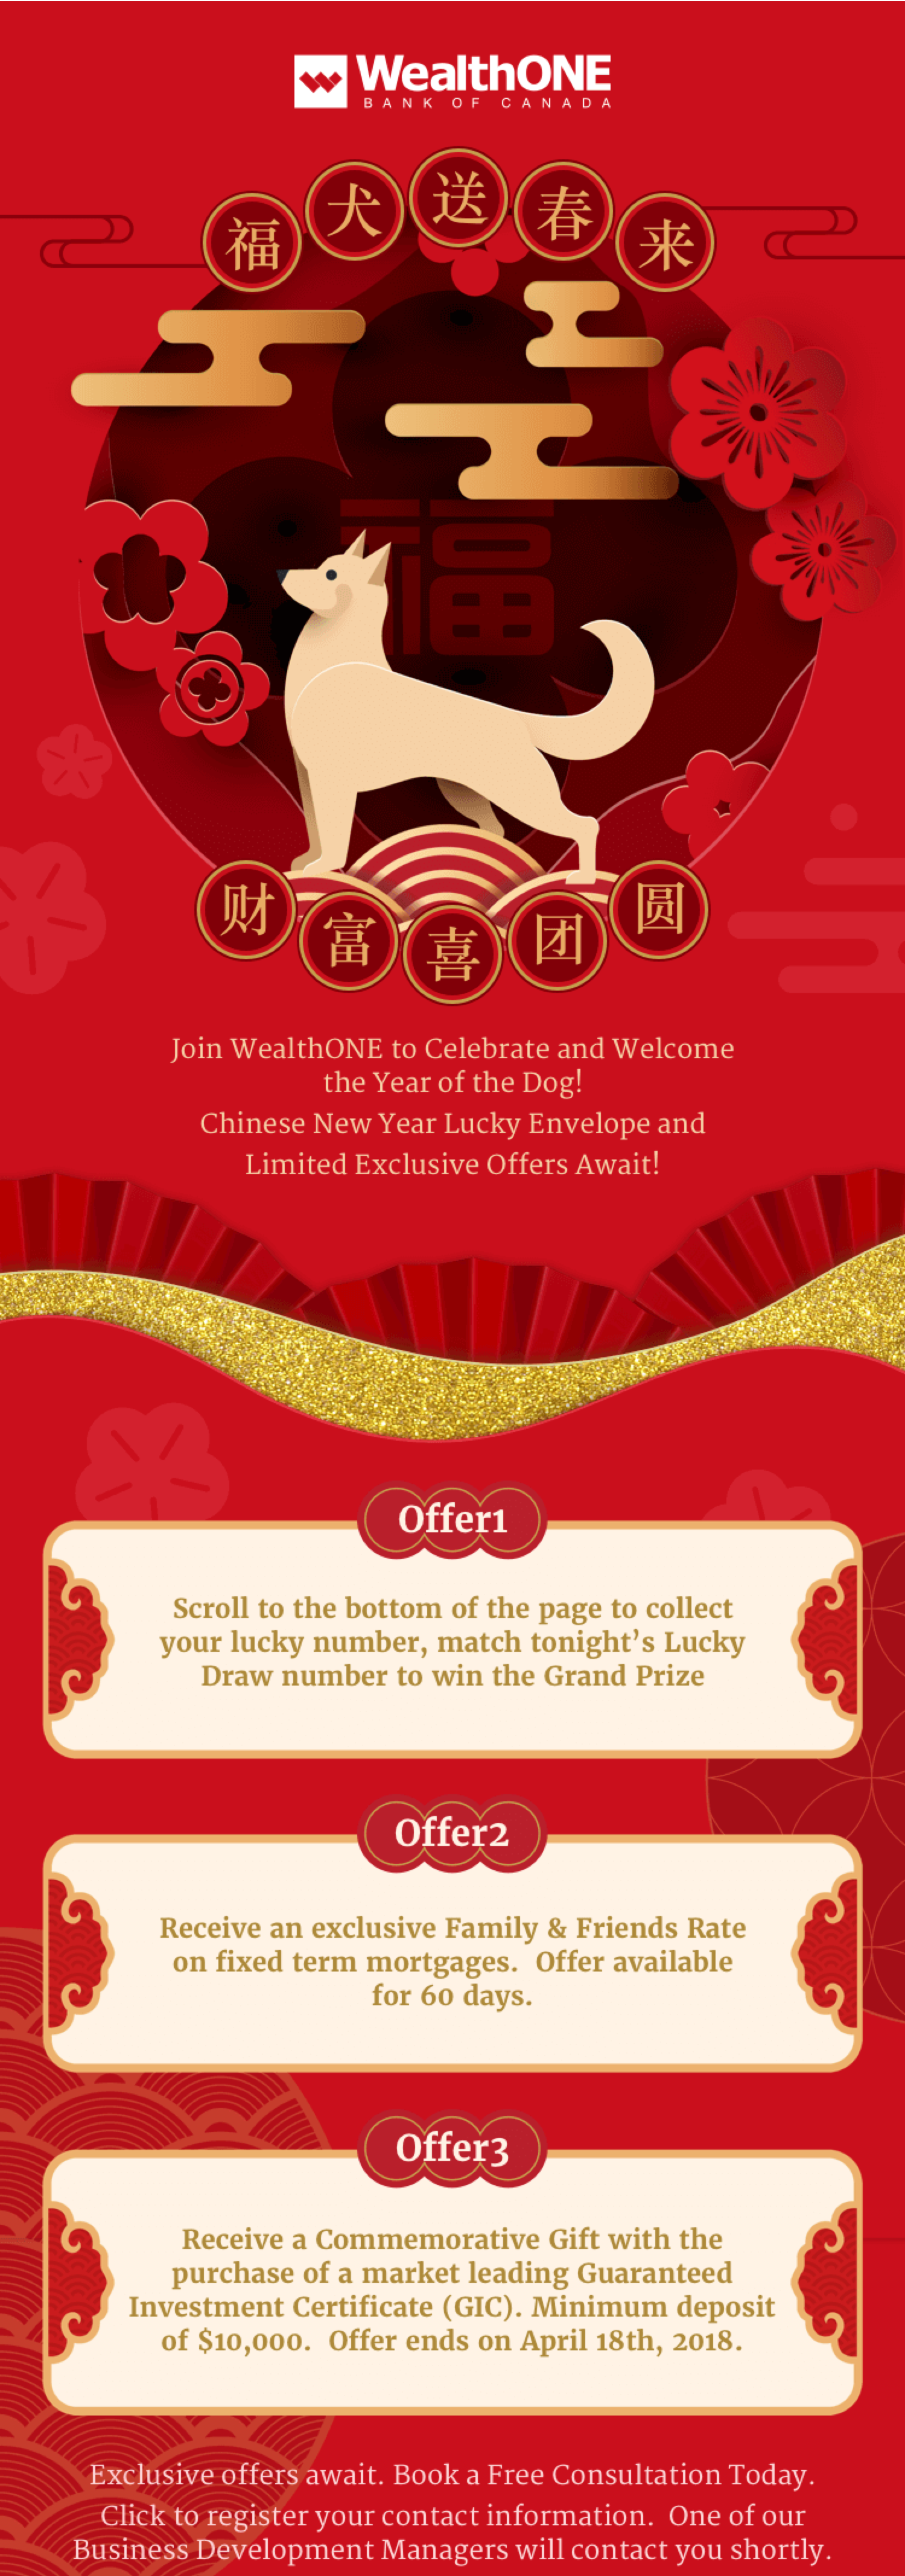 WealthONE
BANK OF CANADA
福犬送春来
福
财富喜团圆
Join WealthONE to Celebrate and Welcome
the Year of the Dog!
Chinese New Year Lucky Envelope and
Limited Exclusive Offers Await!
Offer1
Scroll to the bottom of the page to collect
your lucky number, match tonight’s Lucky
Draw number to win the Grand Prize
Offer2
Receive an exclusive Family & Friends Rate
on fixed term mortgages.  Offer available
for 60 days.
Offer3
Receive a Commemorative Gift with the
purchase of a market leading Guaranteed
Investment Certificate (GIC). Minimum deposit
of $10,000.  Offer ends on April 18th, 2018.
Exclusive offers await. Book a Free Consultation Today.
Click to register your contact information.  One of our
Business Development Managers will contact you shortly.